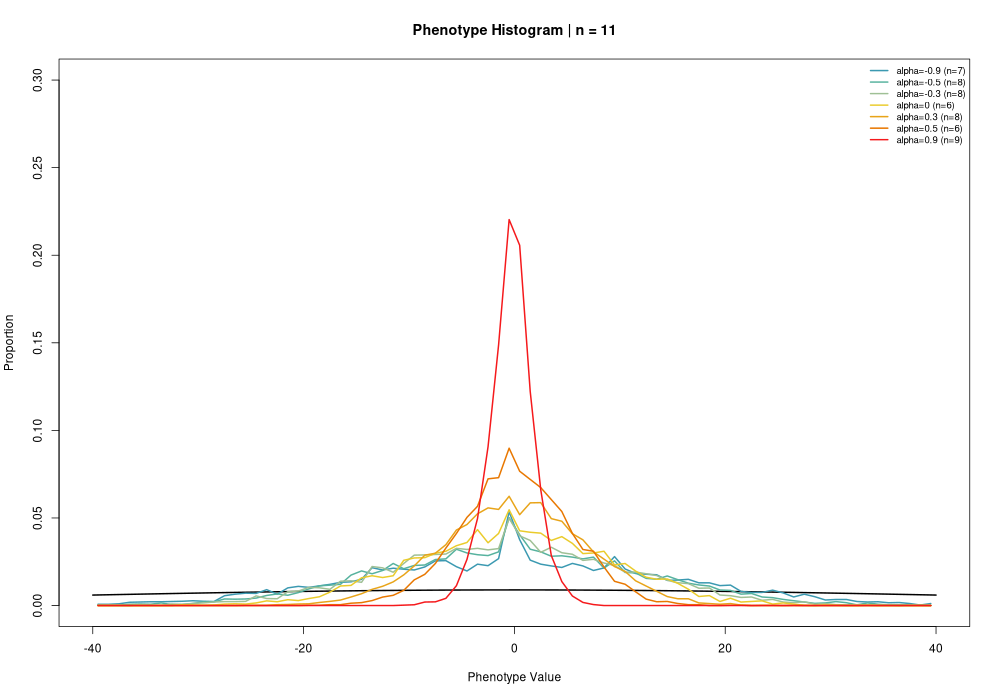 Phenotype Histogram | n = 11
alpha=-0.9 (n=7)
alpha=-0.5 (n=8)
alpha=-0.3 (n=8)
alpha=0 (n=6)
alpha=0.3 (n=8)
alpha=0.5 (n=6)
alpha=0.9 (n=9)
Proportion
0.30
0.25
0.20
0.15
0.10
0.05
0.00
-40 -20 0 20 40
Phenotype Value